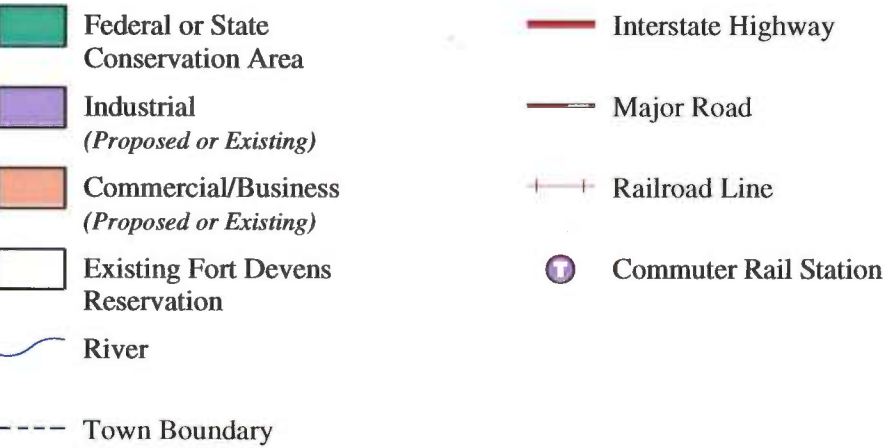 Federal or State
Conservation Area
Industrial
(Proposed or Existing)
Commercial/Business
(Proposed or Existing)
Existing Fort Devens
Reservation
River
Town Boundary
Interstate Highway
Major Road
Railroad Line
T
Commuter Rail Station